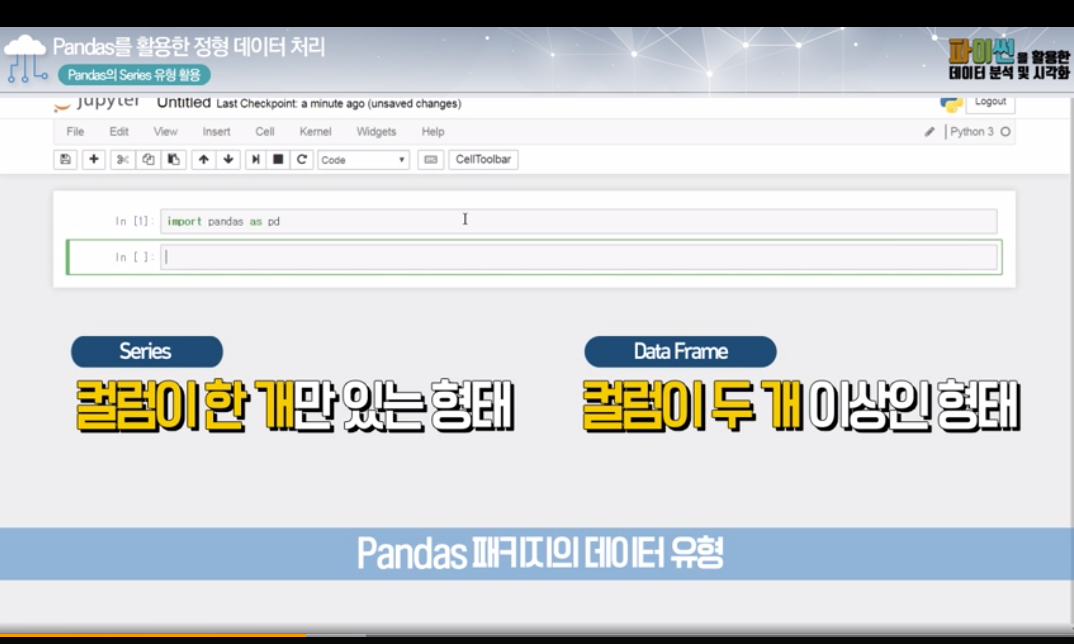 Pandas를 활용한 정형 데이터 처리
Pandas의 Series 유형 활용
파이썬을 활용한
데이터 분석 및 시각화
jupyter Untitled Last Checkpoint: a minute ago (unsaved changes)
Logout
File Edit View Insert Cell Kernel Widgets Help
Python 3
Code
CellToolbar
In [1]: import pandas as pd
In [ ]:
Series
Data Frame
컬럼이 한 개만 있는 형태
컬럼이 두 개 이상인 형태
Pandas 패키지의 데이터 유형